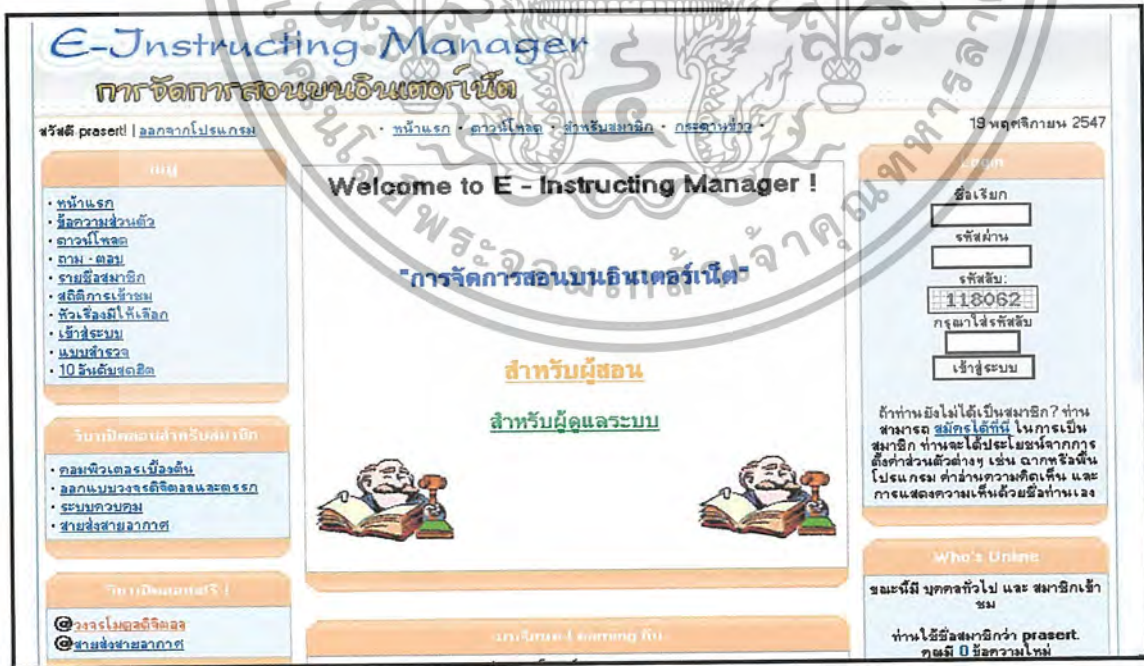 E-Instructing Manager
การจัดการสอนบนอินเตอร์เน็ต
สวัสดี prasert! | ออกจากโปรแกรม
· หน้าแรก · ดาวน์โหลด · สำหรับสมาชิก · กระดานข่าว ·
19 พฤศจิกายน 2547
เมนู
· หน้าแรก
· ข้อความส่วนตัว
· ดาวน์โหลด
· ถาม - ตอบ
· รายชื่อสมาชิก
· สถิติการเข้าชม
· หัวเรื่องมีให้เลือก
· เข้าสู่ระบบ
· แบบสำรวจ
· 10 อันดับสุดฮิต
วิชาเปิดสอนสำหรับสมาชิก
· คอมพิวเตอร์เบื้องต้น
· ออกแบบวงจรดิจิตอลและตรรก
· ระบบควบคุม
· สายส่งสายอากาศ
วิชาเปิดสอนฟรี !
@วงจรโมดูลดิจิตอล
@สายส่งสายอากาศ
Welcome to E - Instructing Manager !
"การจัดการสอนบนอินเตอร์เน็ต"
สำหรับผู้สอน
สำหรับผู้ดูแลระบบ
Login
ชื่อเรียก
รหัสผ่าน
รหัสลับ:
118062
กรุณาใส่รหัสลับ
เข้าสู่ระบบ
ถ้าท่านยังไม่ได้เป็นสมาชิก? ท่าน
สามารถ สมัครได้ที่นี่ ในการเป็น
สมาชิก ท่านจะได้ประโยชน์จากการ
ตั้งค่าส่วนตัวต่างๆ เช่น ฉากหรือพื้น
โปรแกรม ค่าอ่านความคิดเห็น และ
การแสดงความเห็นด้วยชื่อท่านเอง
Who's Online
ขณะนี้มี บุคคลทั่วไป และ สมาชิกเข้า
ชม
ท่านใช้ชื่อสมาชิกว่า prasert.
คุณมี 0 ข้อความใหม่